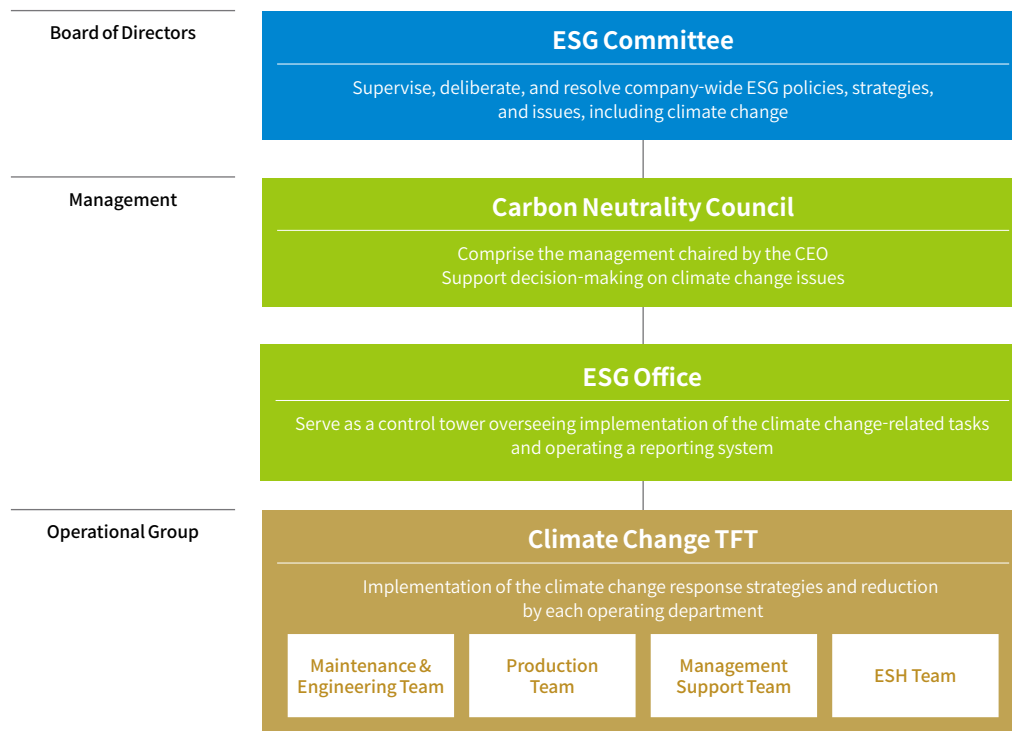 Board of Directors
ESG Committee
Supervise, deliberate, and resolve company-wide ESG policies, strategies,
and issues, including climate change
Management
Carbon Neutrality Council
Comprise the management chaired by the CEO
Support decision-making on climate change issues
ESG Office
Serve as a control tower overseeing implementation of the climate change-related tasks
and operating a reporting system
Operational Group
Climate Change TFT
Implementation of the climate change response strategies and reduction
by each operating department
Maintenance &
Engineering Team
Production
Team
Management
Support Team
ESH Team